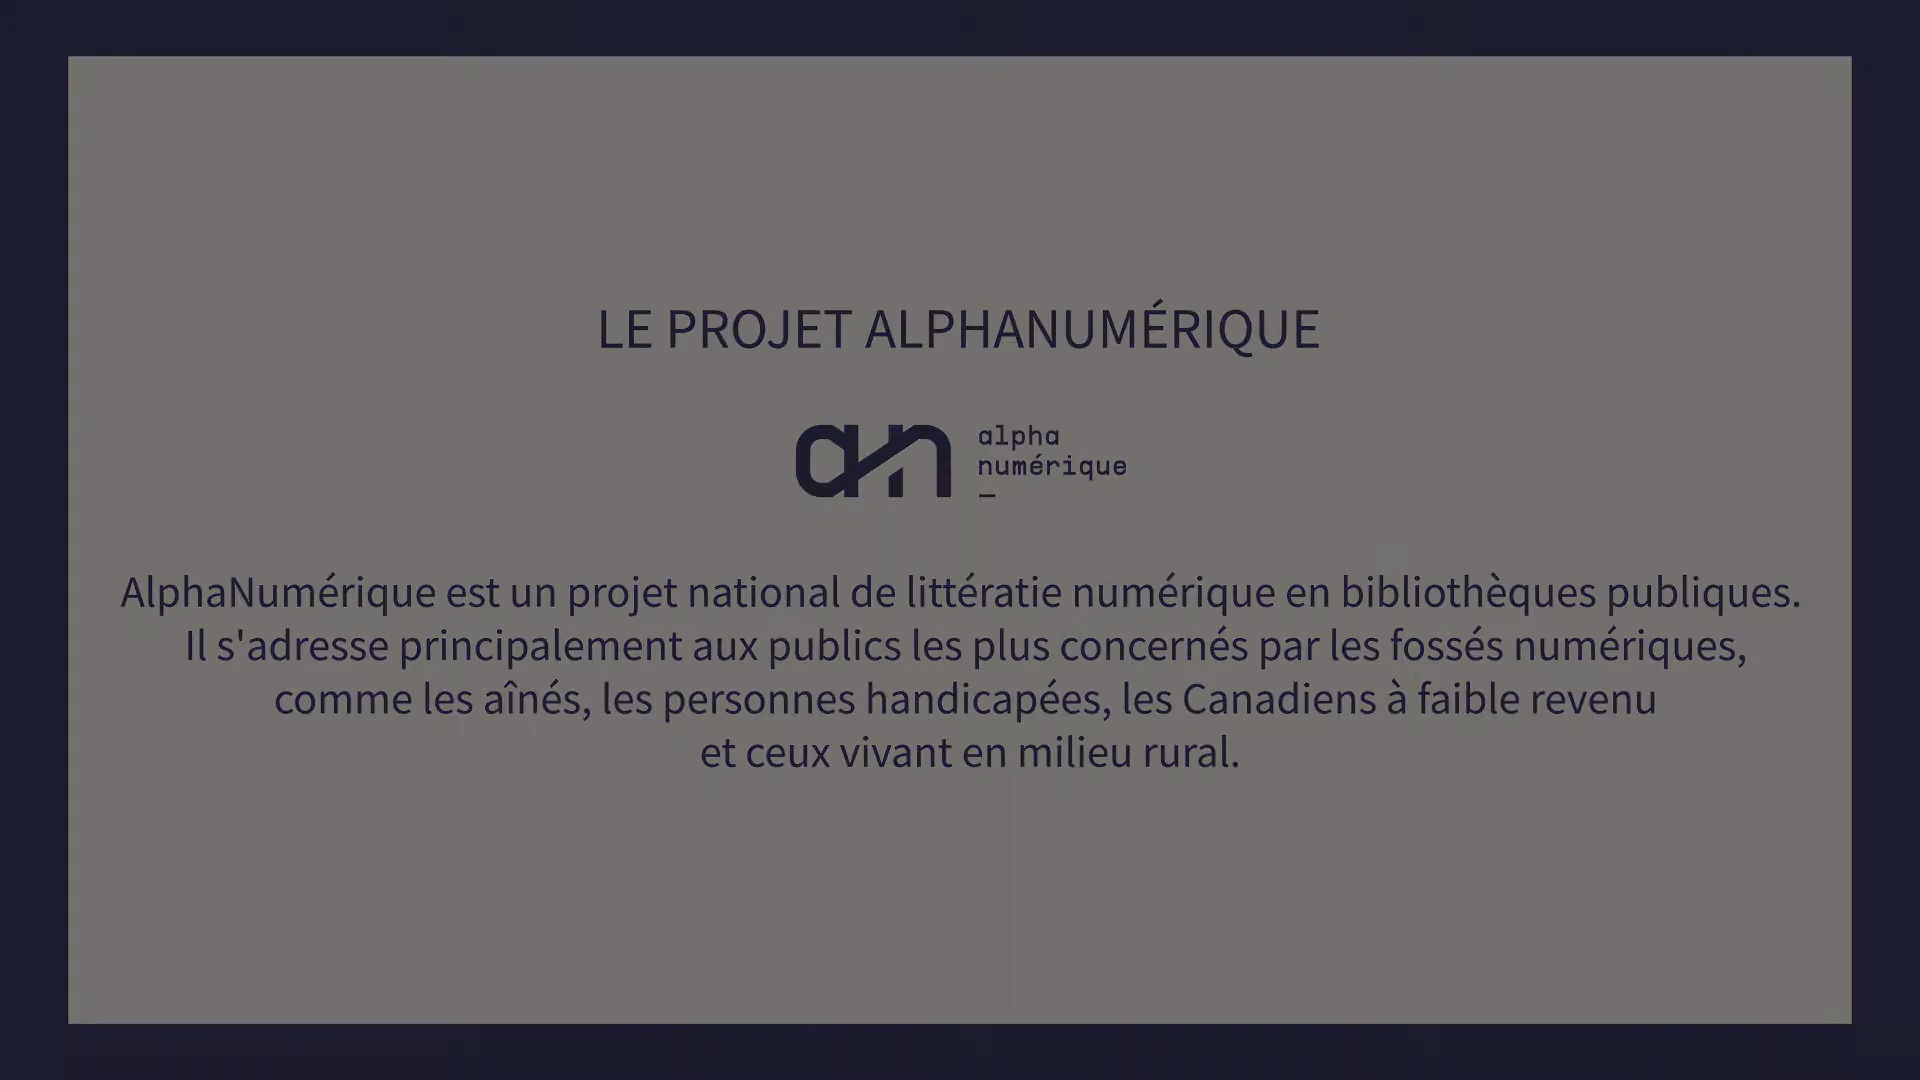 LE PROJET ALPHANUMÉRIQUE
an
alpha
numérique
_
AlphaNumérique est un projet national de littératie numérique en bibliothèques publiques.
Il s'adresse principalement aux publics les plus concernés par les fossés numériques,
comme les aînés, les personnes handicapées, les Canadiens à faible revenu
et ceux vivant en milieu rural.